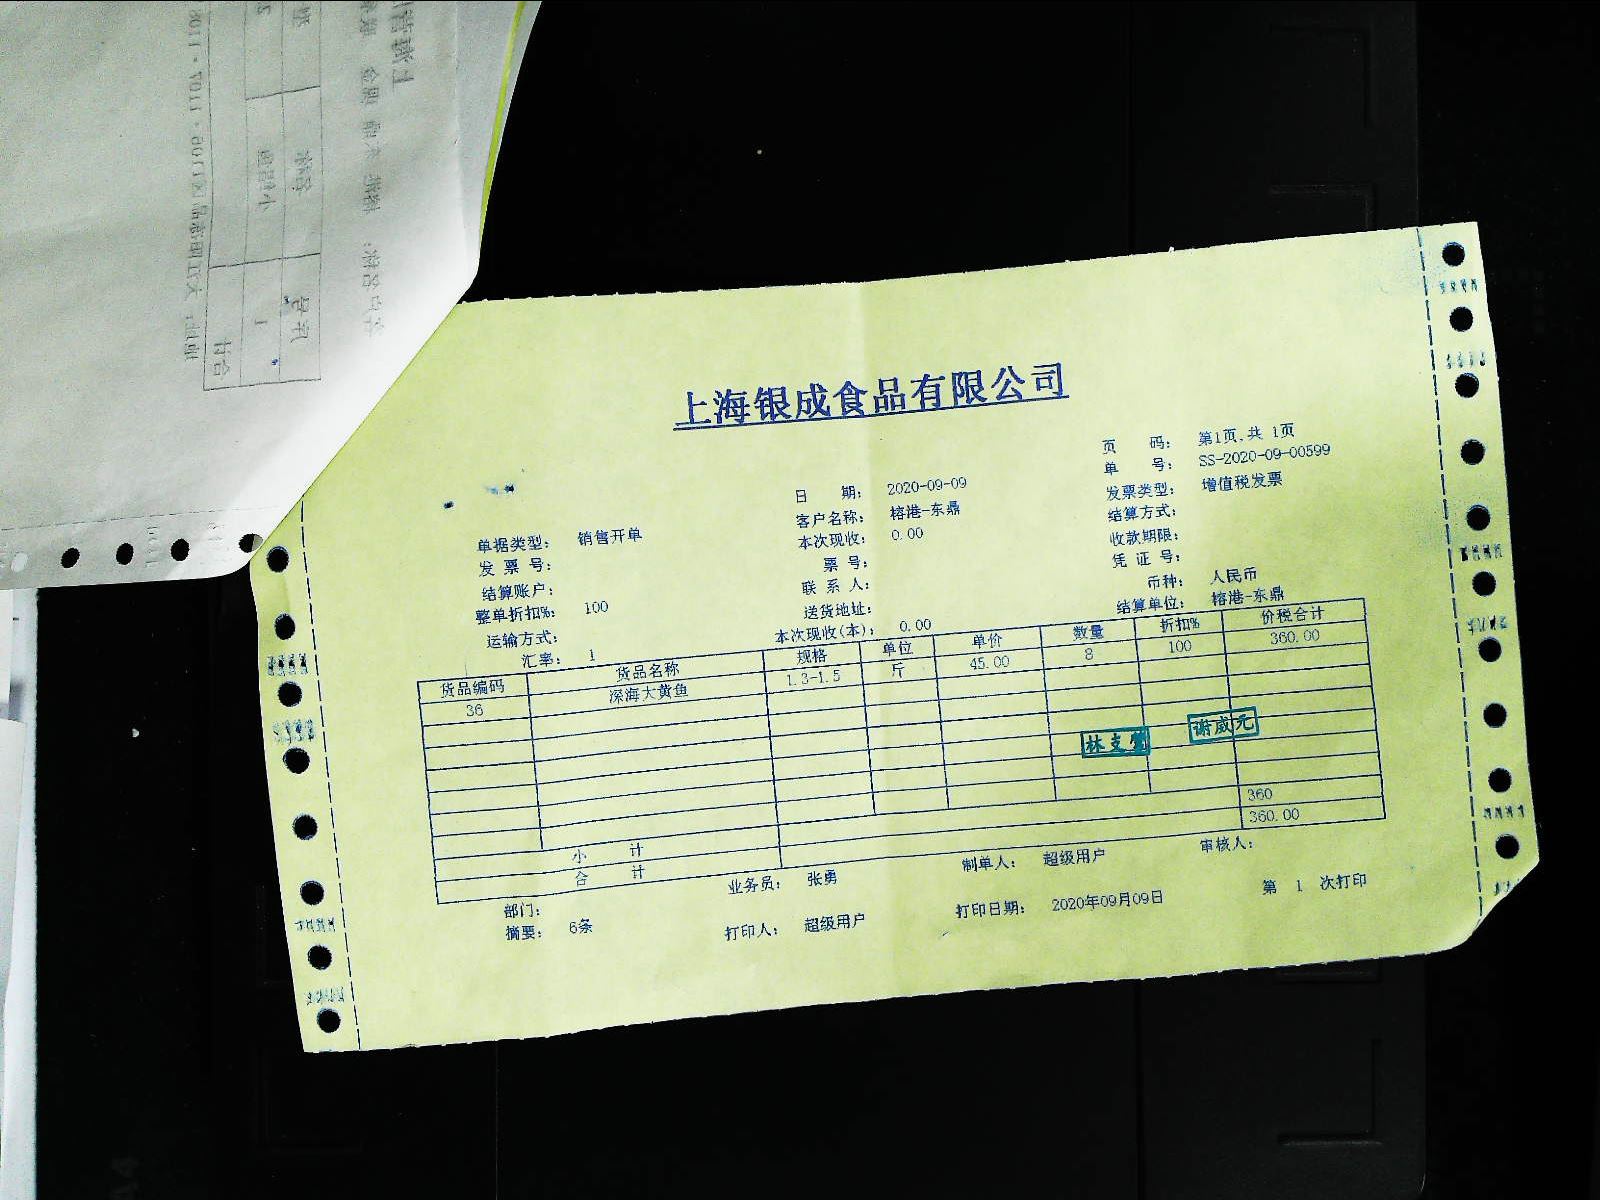 上海银成食品有限公司
页 码: 第1页,共 1页
单 号: SS-2020-09-00599
日 期: 2020-09-09
发票类型: 增值税发票
客户名称: 榕港-东鼎
结算方式:
单据类型: 销售开单
本次现收: 0.00
收款期限:
发 票 号:
票 号:
凭 证 号:
结算账户:
联 系 人:
币种: 人民币
整单折扣%: 100
送货地址:
结算单位: 榕港-东鼎
运输方式:
本次现收(本): 0.00
汇率: 1
货品编码 货品名称 规格 单位 单价 数量 折扣% 价税合计
36 深海大黄鱼 1.3-1.5 斤 45.00 8 100 360.00
谢威元
林支
小 计 360
合 计 360.00
部门: 业务员: 张勇 制单人: 超级用户 审核人:
摘要: 6条 打印人: 超级用户 打印日期: 2020年09月09日 第 1 次打印